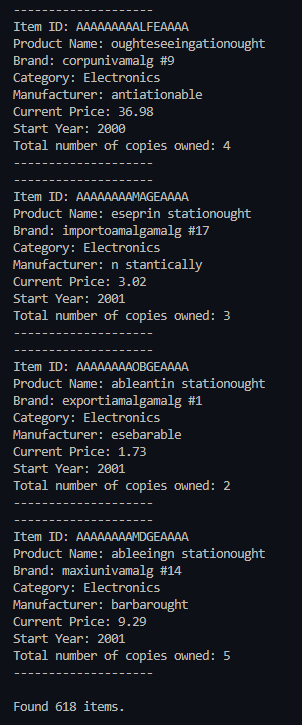 --------------------
Item ID: AAAAAAAAALFEAAAA
Product Name: oughteseeingationought
Brand: corpunivamalg #9
Category: Electronics
Manufacturer: antiationable
Current Price: 36.98
Start Year: 2000
Total number of copies owned: 4
--------------------
--------------------
Item ID: AAAAAAAAMAGEAAAA
Product Name: eseprin stationought
Brand: importoamalgamalg #17
Category: Electronics
Manufacturer: n stantically
Current Price: 3.02
Start Year: 2001
Total number of copies owned: 3
--------------------
--------------------
Item ID: AAAAAAAAOBGEAAAA
Product Name: ableantin stationought
Brand: exportiamalgamalg #1
Category: Electronics
Manufacturer: esebarable
Current Price: 1.73
Start Year: 2001
Total number of copies owned: 2
--------------------
--------------------
Item ID: AAAAAAAAMDGEAAAA
Product Name: ableeingn stationought
Brand: maxiunivamalg #14
Category: Electronics
Manufacturer: barbarought
Current Price: 9.29
Start Year: 2001
Total number of copies owned: 5
--------------------
Found 618 items.